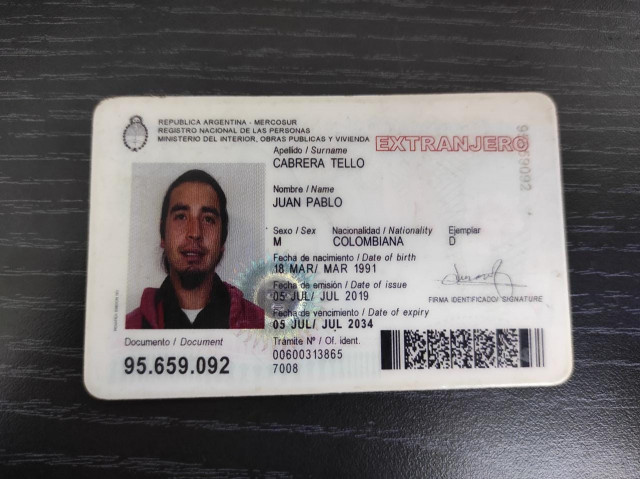 REPUBLICA ARGENTINA - MERCOSUR
REGISTRO NACIONAL DE LAS PERSONAS
MINISTERIO DEL INTERIOR, OBRAS PUBLICAS Y VIVIENDA
EXTRANJERO
Apellido / Surname
CABRERA TELLO
Nombre / Name
JUAN PABLO
Sexo / Sex Nacionalidad / Nationality Ejemplar
M COLOMBIANA D
Fecha de nacimiento / Date of birth
18 MAR/ MAR 1991
Fecha de emisión / Date of issue
05 JUL/ JUL 2019
FIRMA IDENTIFICADO/ SIGNATURE
Fecha de vencimiento / Date of expiry
05 JUL/ JUL 2034
Documento / Document
95.659.092
Trámite Nº / Of. ident.
00600313865
7008